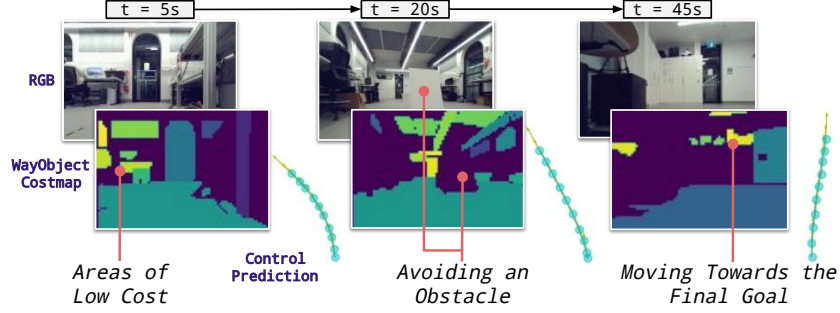 t = 5s
t = 20s
t = 45s
RGB
WayObject
Costmap
Control
Prediction
Areas of
Low Cost
Avoiding an
Obstacle
Moving Towards the
Final Goal